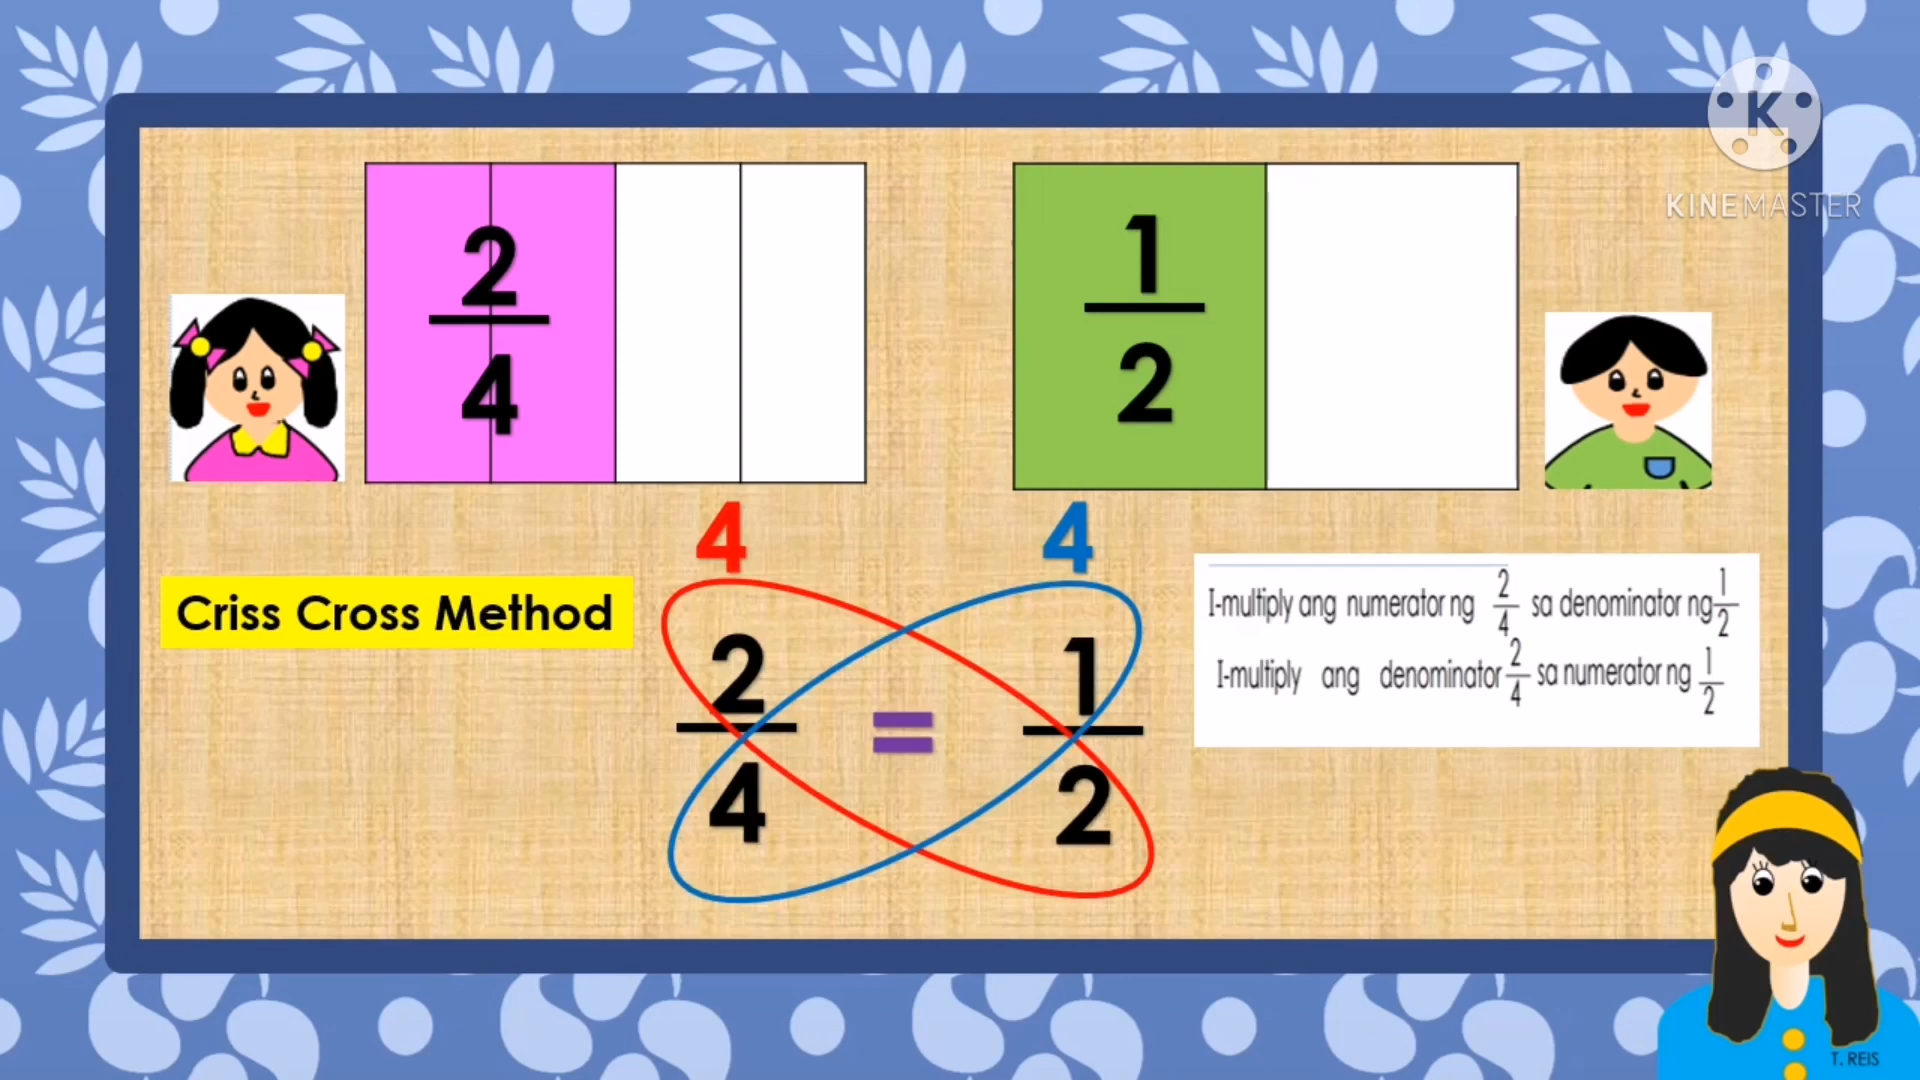 K
KINEMASTER
2/4
1/2
4
4
Criss Cross Method
2/4 = 1/2
I-multiply ang numerator ng 2/4 sa denominator ng 1/2
I-multiply ang denominator 2/4 sa numerator ng 1/2
T. REIS